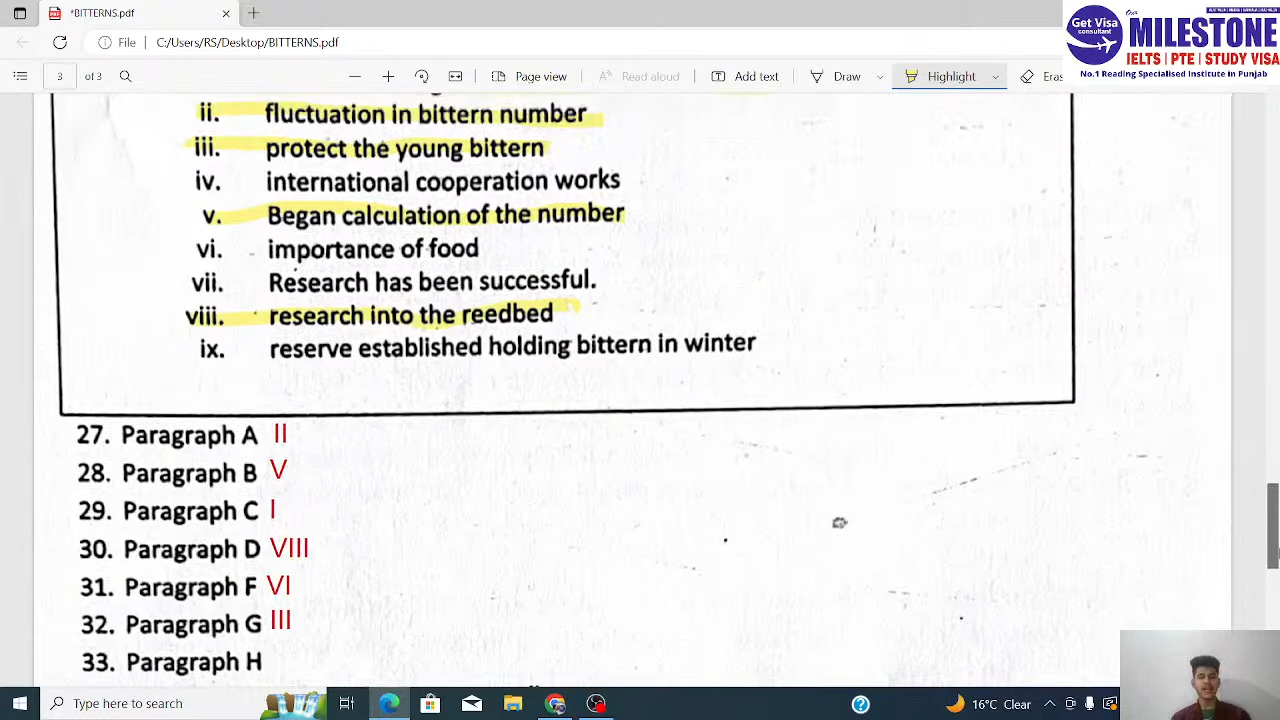 *BITTERNS.pdf
File
C:/Users/RS/Desktop/BITTERNS.pdf
3 of 3
Page view
Read aloud
Add text
Draw
Highlight
Get Visa
consultant
Our
MILESTONE
IELTS | PTE | STUDY VISA
No.1 Reading Specialised Institute in Punjab
ii. fluctuation in bittern number
iii. protect the young bittern
iv. international cooperation works
v. Began calculation of the number
vi. importance of food
vii. Research has been successful.
viii. research into the reedbed
ix. reserve established holding bittern in winter
27. Paragraph A II
28. Paragraph B V
29. Paragraph C I
30. Paragraph D VIII
31. Paragraph F VI
32. Paragraph G III
33. Paragraph H
Type here to search
16°C Clear